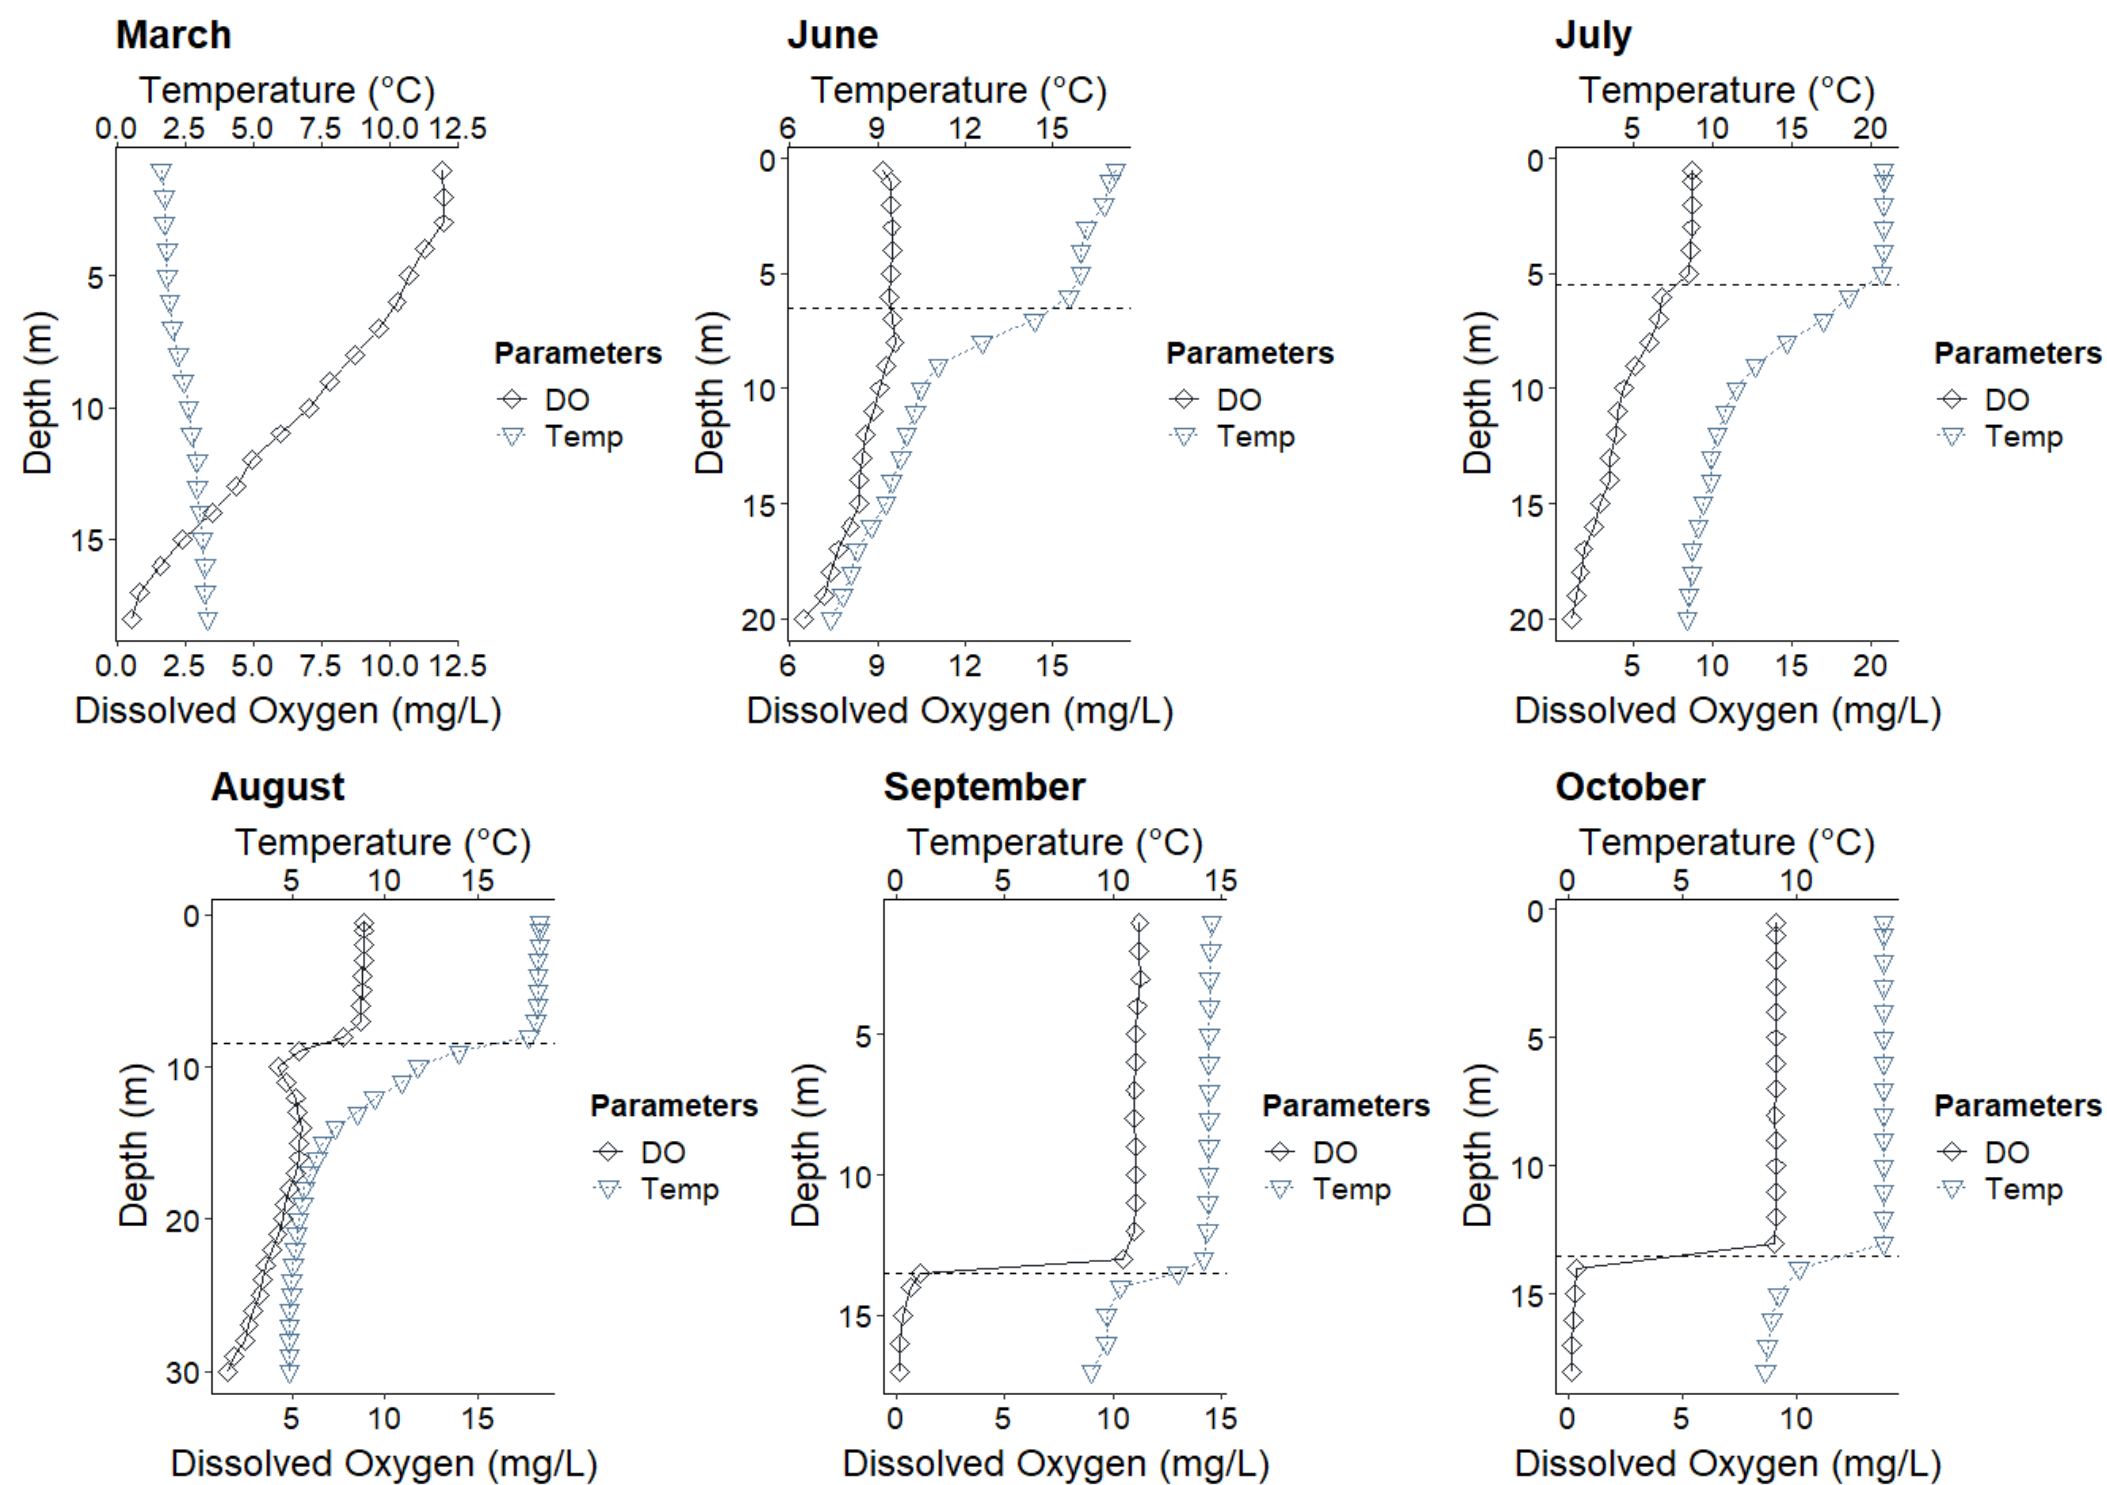 March
Temperature (°C)
0.0 2.5 5.0 7.5 10.0 12.5
5
10
15
Depth (m)
0.0 2.5 5.0 7.5 10.0 12.5
Dissolved Oxygen (mg/L)
Parameters
DO
Temp
June
Temperature (°C)
6 9 12 15
0
5
10
15
20
Depth (m)
6 9 12 15
Dissolved Oxygen (mg/L)
Parameters
DO
Temp
July
Temperature (°C)
5 10 15 20
0
5
10
15
20
Depth (m)
5 10 15 20
Dissolved Oxygen (mg/L)
Parameters
DO
Temp
August
Temperature (°C)
5 10 15
0
10
20
30
Depth (m)
5 10 15
Dissolved Oxygen (mg/L)
Parameters
DO
Temp
September
Temperature (°C)
0 5 10 15
5
10
15
Depth (m)
0 5 10 15
Dissolved Oxygen (mg/L)
Parameters
DO
Temp
October
Temperature (°C)
0 5 10
0
5
10
15
Depth (m)
0 5 10
Dissolved Oxygen (mg/L)
Parameters
DO
Temp